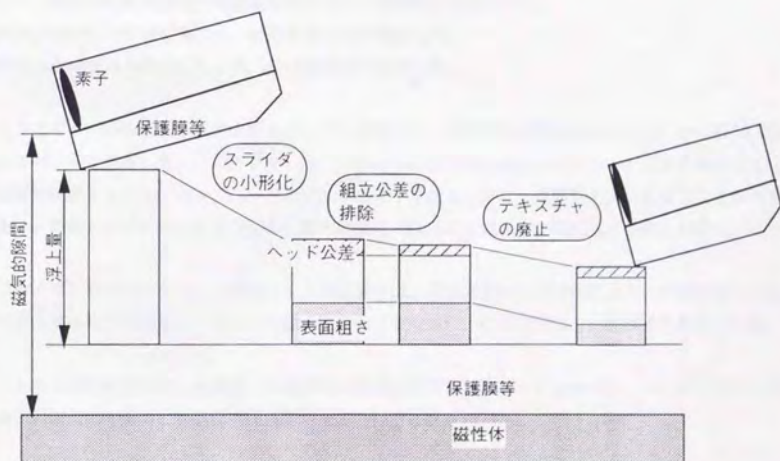 素子
保護膜等
スライダ
の小形化
組立公差の
排除
テキスチャ
の廃止
磁気的隙間
浮上量
ヘッド公差
表面粗さ
保護膜等
磁性体